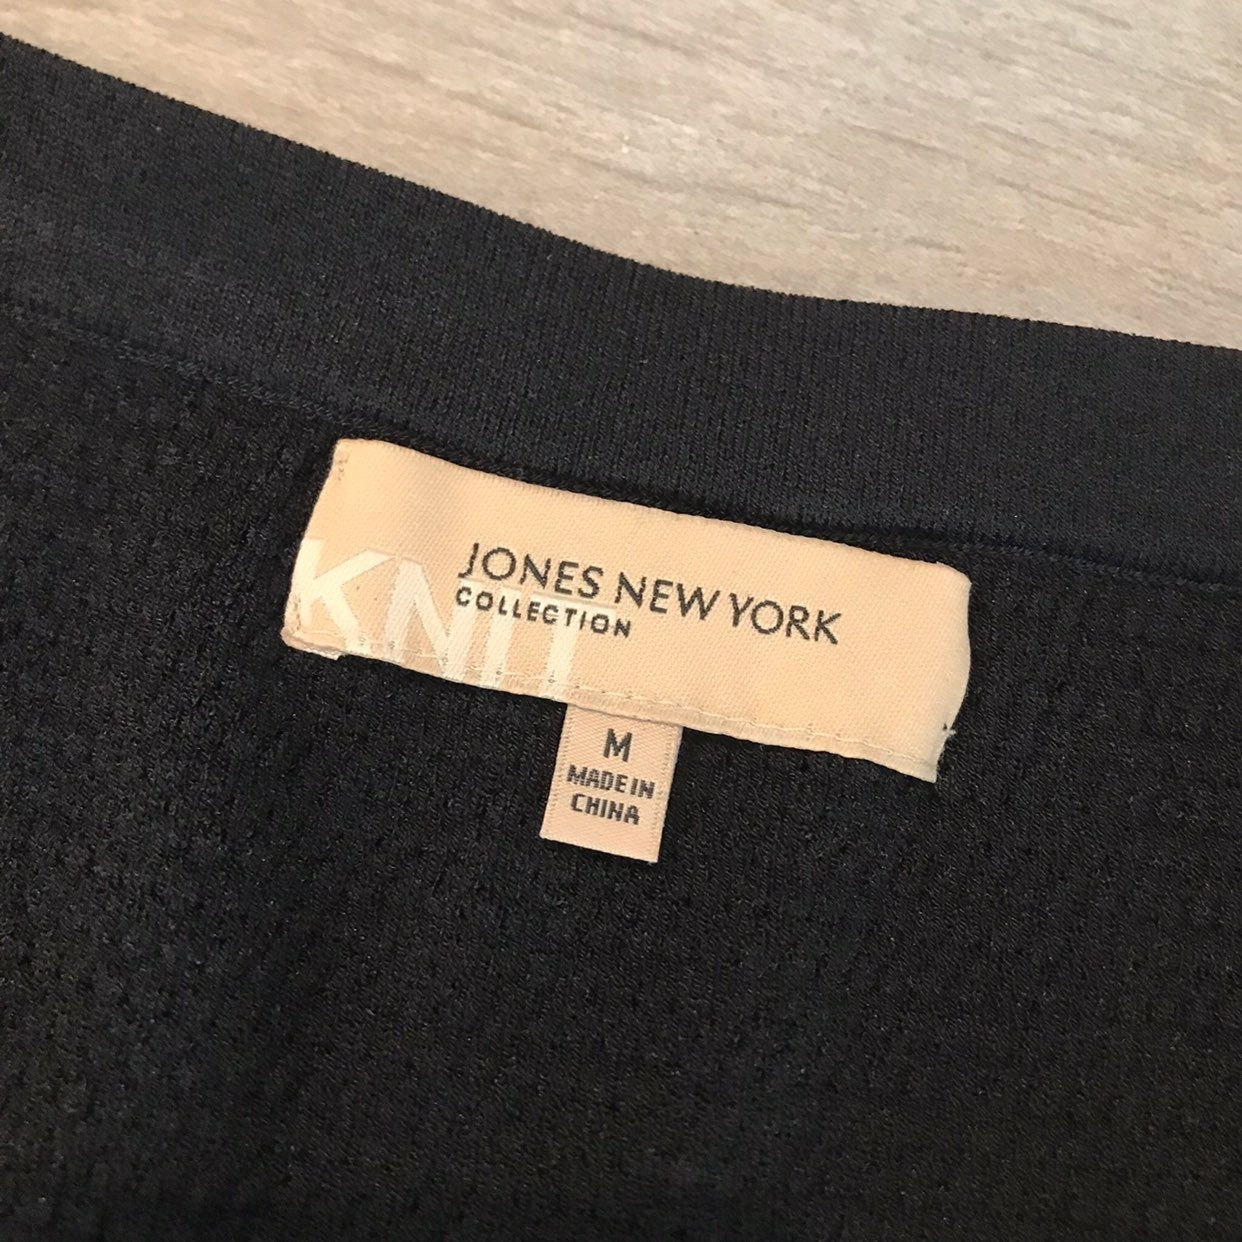 JONES NEW YORK
COLLECTION
KNIT
M
MADE IN
CHINA